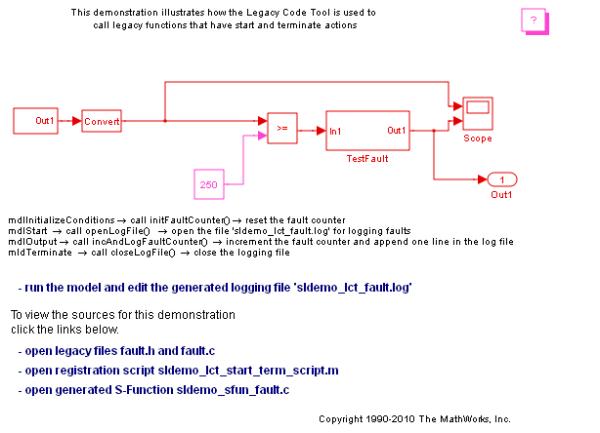 This demonstration illustrates how the Legacy Code Tool is used to
call legacy functions that have start and terminate actions
?
Out1
Convert
>=
In1
Out1
TestFault
Scope
250
1
Out1
mdlInitializeConditions → call initFaultCounter() → reset the fault counter
mdlStart → call openLogFile() → open the file 'sldemo_lct_fault.log' for logging faults
mdlOutput → call incAndLogFaultCounter() → increment the fault counter and append one line in the log file
mldTerminate → call closeLogFile() → close the logging file
- run the model and edit the generated logging file 'sldemo_lct_fault.log'
To view the sources for this demonstration
click the links below.
- open legacy files fault.h and fault.c
- open registration script sldemo_lct_start_term_script.m
- open generated S-Function sldemo_sfun_fault.c
Copyright 1990-2010 The MathWorks, Inc.